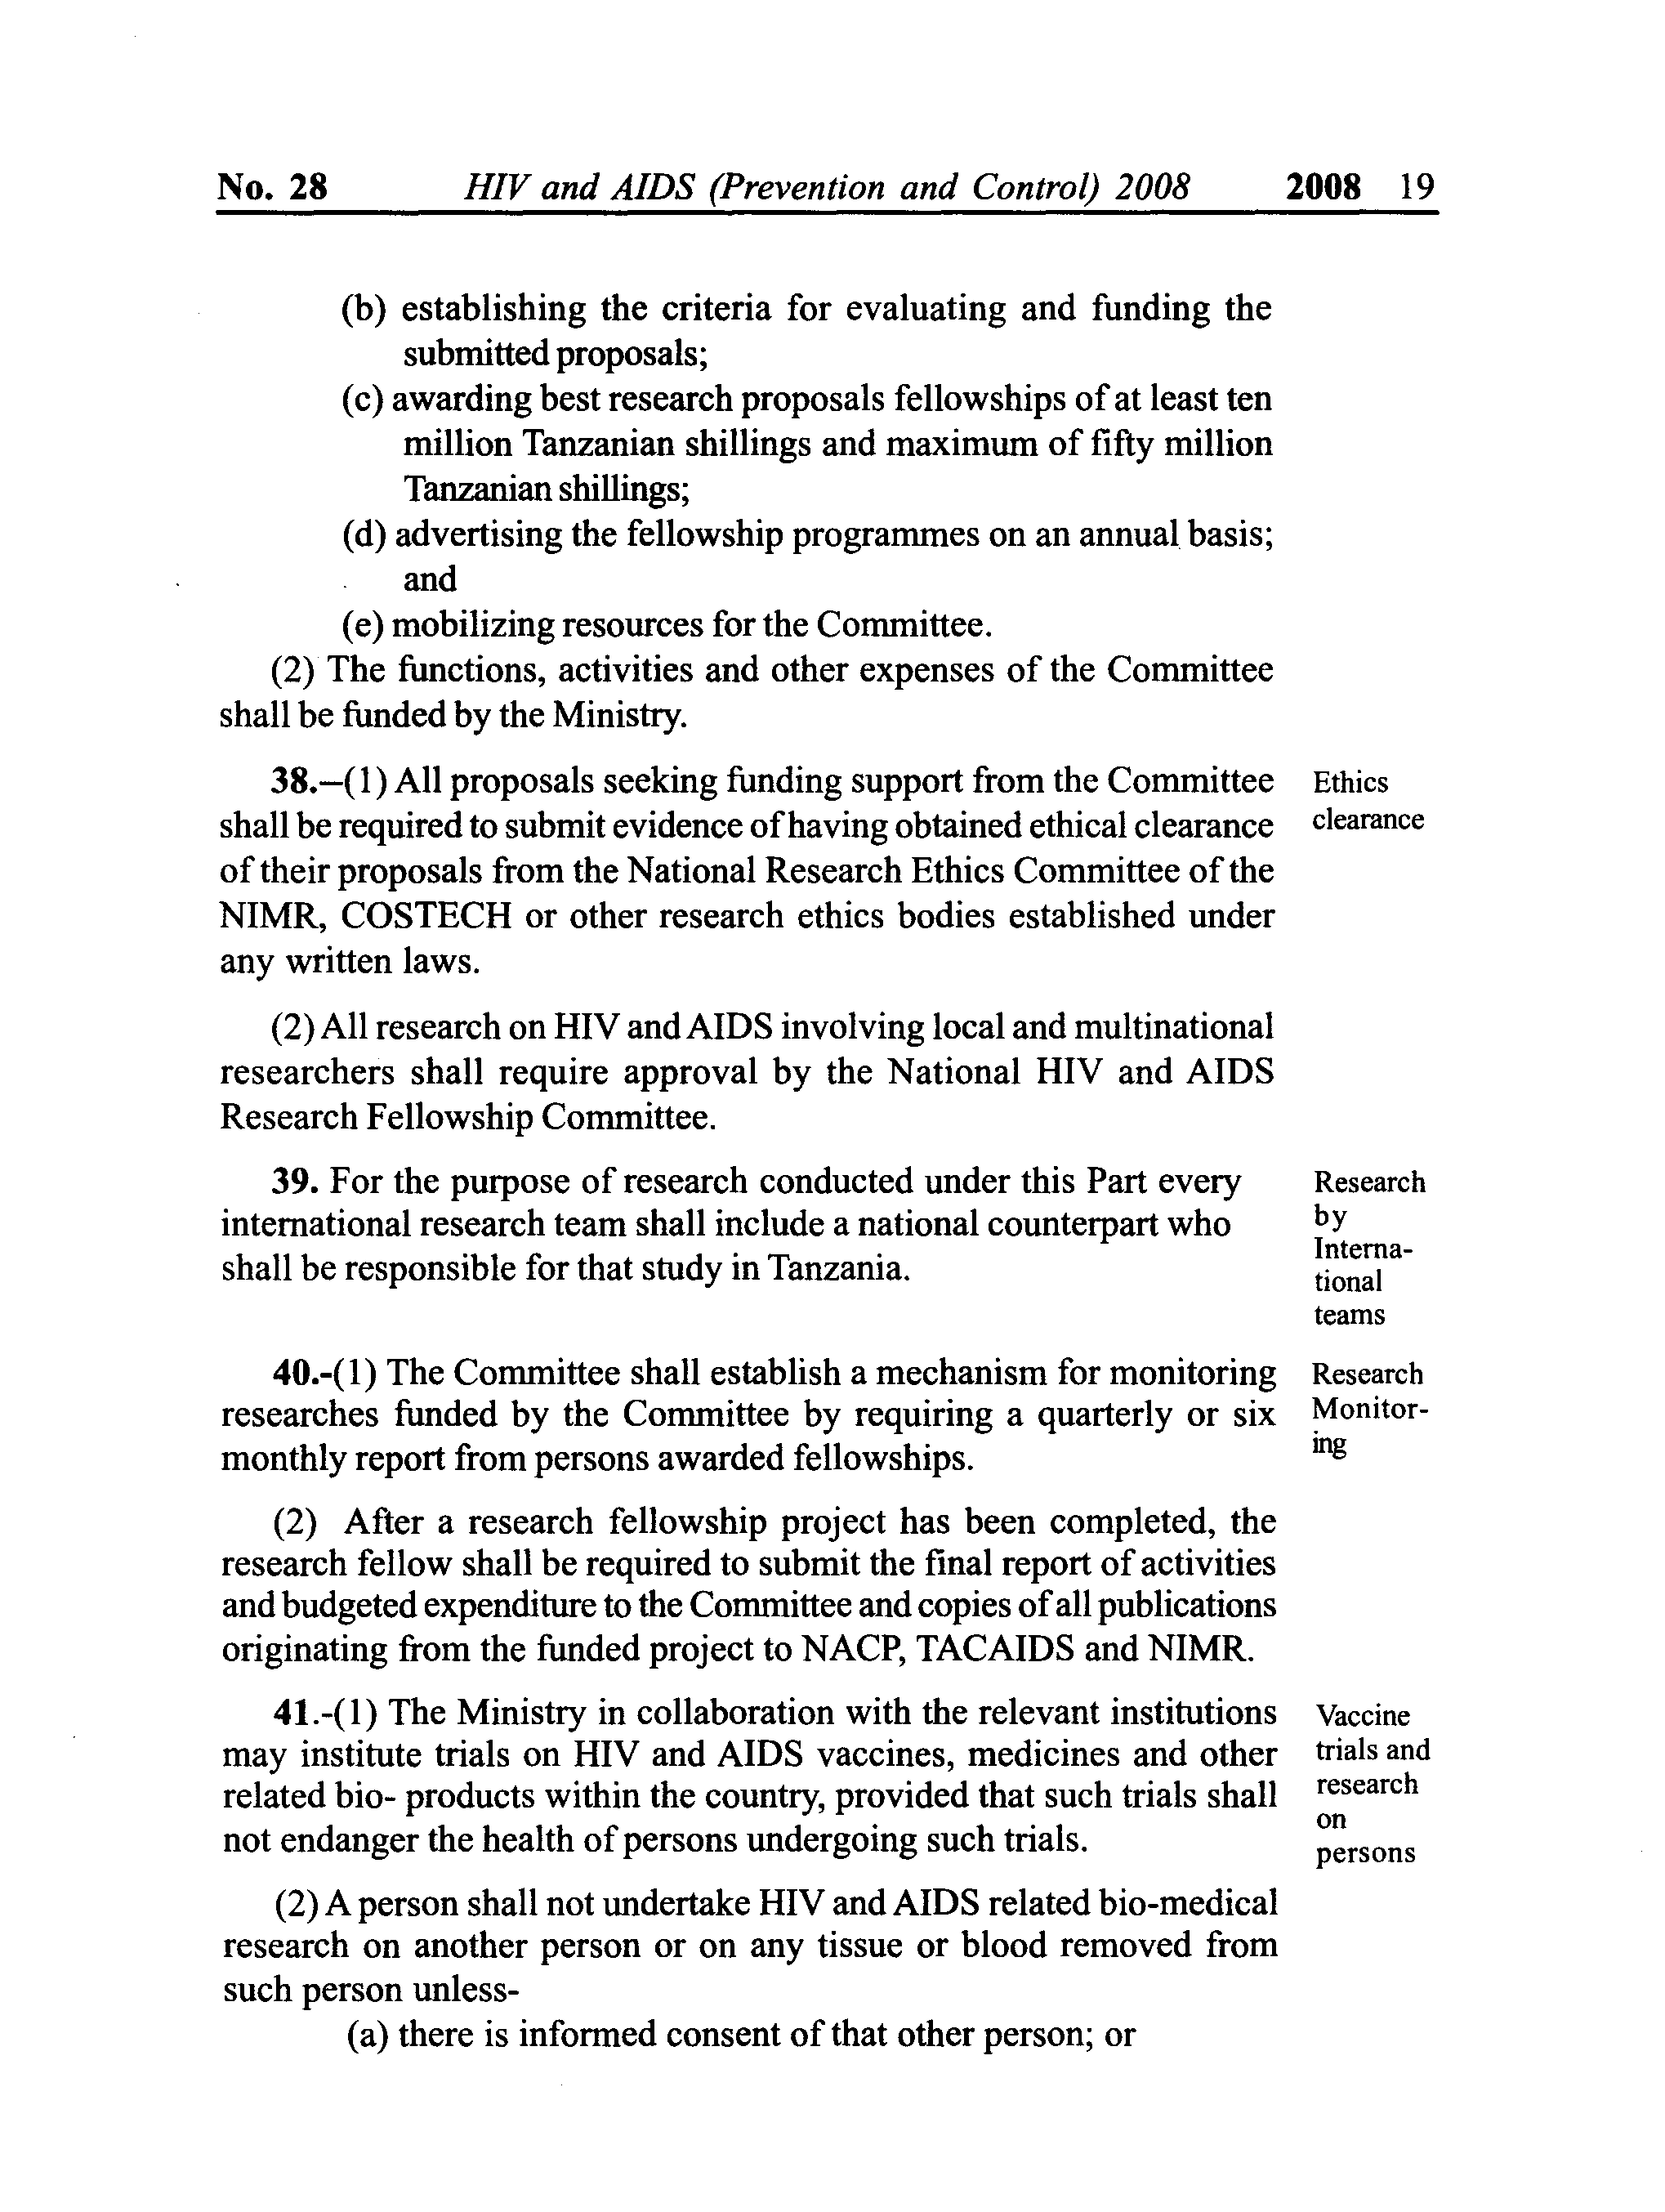 No. 28 HIV and AIDS (Prevention and Control) 2008 2008 19
(b) establishing the criteria for evaluating and funding the
submitted proposals;
(c) awarding best research proposals fellowships of at least ten
million Tanzanian shillings and maximum of fifty million
Tanzanian shillings;
(d) advertising the fellowship programmes on an annual basis;
and
(e) mobilizing resources for the Committee.
(2) The functions, activities and other expenses of the Committee
shall be funded by the Ministry.
38.–(1) All proposals seeking funding support from the Committee
shall be required to submit evidence of having obtained ethical clearance
of their proposals from the National Research Ethics Committee of the
NIMR, COSTECH or other research ethics bodies established under
any written laws.
Ethics
clearance
(2) All research on HIV and AIDS involving local and multinational
researchers shall require approval by the National HIV and AIDS
Research Fellowship Committee.
39. For the purpose of research conducted under this Part every
international research team shall include a national counterpart who
shall be responsible for that study in Tanzania.
Research
by
Interna-
tional
teams
40.-(1) The Committee shall establish a mechanism for monitoring
researches funded by the Committee by requiring a quarterly or six
monthly report from persons awarded fellowships.
Research
Monitor-
ing
(2) After a research fellowship project has been completed, the
research fellow shall be required to submit the final report of activities
and budgeted expenditure to the Committee and copies of all publications
originating from the funded project to NACP, TACAIDS and NIMR.
41.-(1) The Ministry in collaboration with the relevant institutions
may institute trials on HIV and AIDS vaccines, medicines and other
related bio- products within the country, provided that such trials shall
not endanger the health of persons undergoing such trials.
Vaccine
trials and
research
on
persons
(2) A person shall not undertake HIV and AIDS related bio-medical
research on another person or on any tissue or blood removed from
such person unless-
(a) there is informed consent of that other person; or